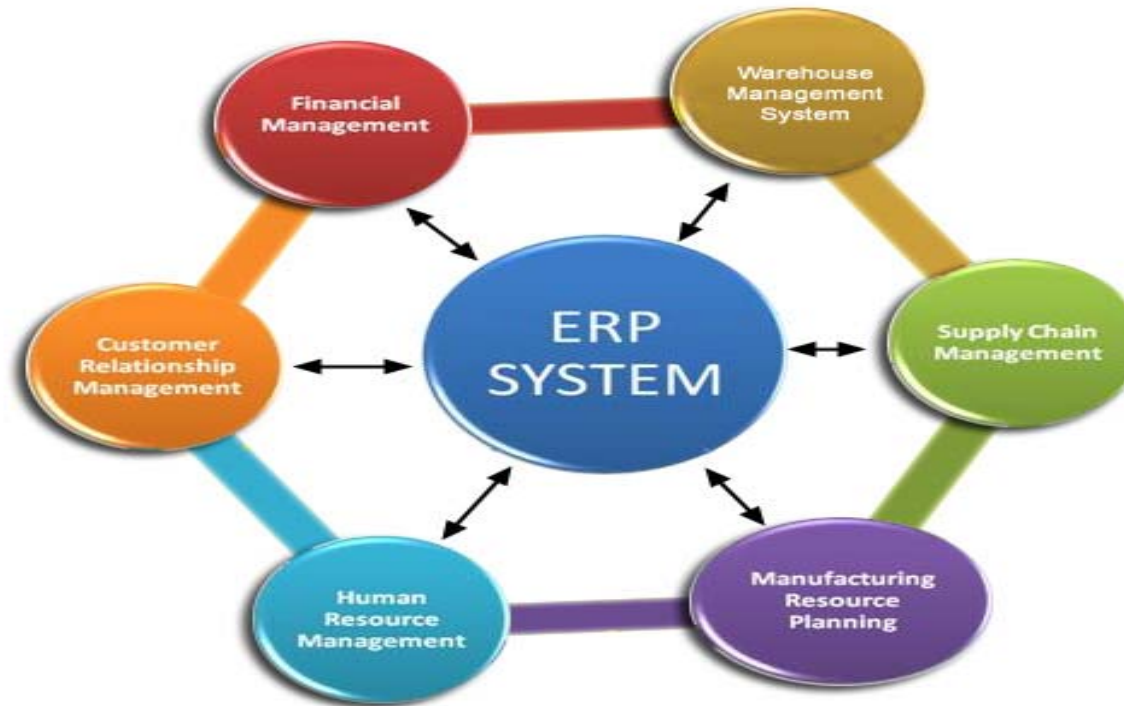 Financial
Management
Warehouse
Management
System
Customer
Relationship
Management
ERP
SYSTEM
Supply Chain
Management
Human
Resource
Management
Manufacturing
Resource
Planning